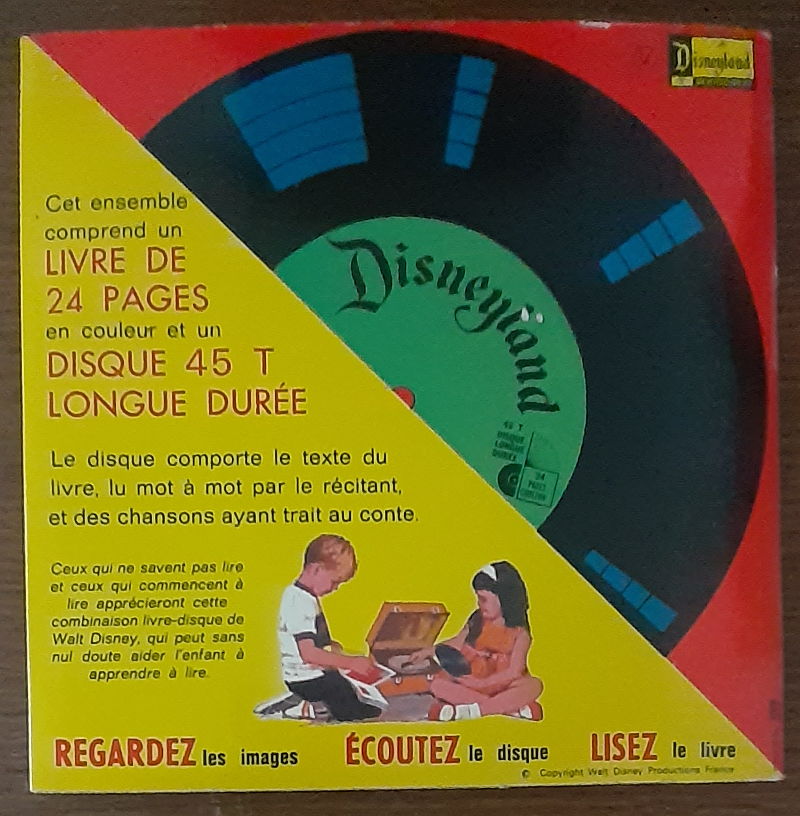 Disneyland
Cet ensemble
comprend un
LIVRE DE
24 PAGES
en couleur et un
DISQUE 45 T
LONGUE DURÉE
Disneyland
45 T
DISQUE
LONGUE
DURÉE
24
PAGES
Le disque comporte le texte du
livre, lu mot à mot par le récitant,
et des chansons ayant trait au conte.
Ceux qui ne savent pas lire
et ceux qui commencent à
lire apprécieront cette
combinaison livre-disque de
Walt Disney, qui peut sans
nul doute aider l'enfant à
apprendre à lire.
REGARDEZ les images ÉCOUTEZ le disque LISEZ le livre
© Copyright Walt Disney Productions France